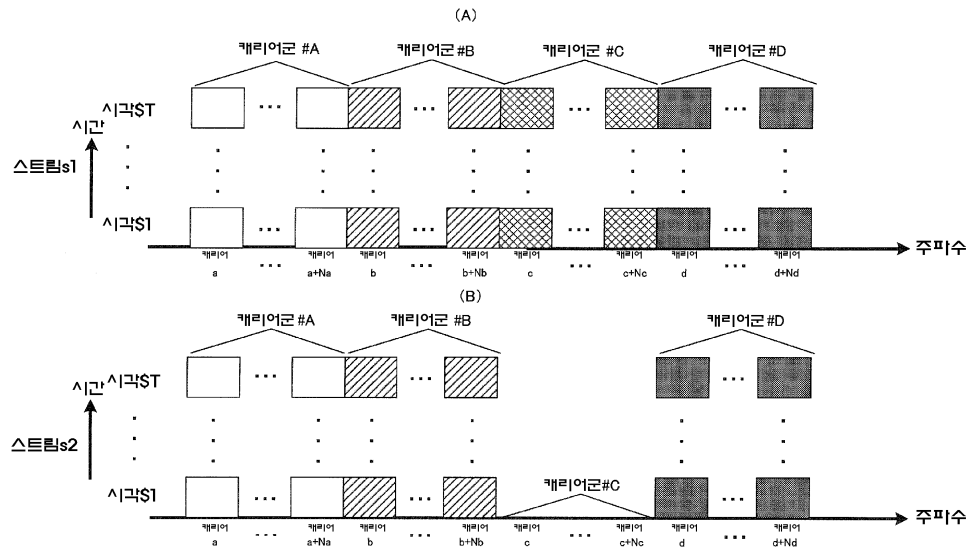 (A)
캐리어군 #A 캐리어군 #B 캐리어군 #C 캐리어군 #D
시각$T
시간
스트림s1
시각$1
주파수
캐리어 캐리어 캐리어 캐리어 캐리어 캐리어 캐리어 캐리어
a ... a+Na b ... b+Nb c ... c+Nc d ... d+Nd
(B)
캐리어군 #A 캐리어군 #B 캐리어군 #D
시각$T
시간
스트림s2
캐리어군#C
시각$1
주파수
캐리어 캐리어 캐리어 캐리어 캐리어 캐리어 캐리어 캐리어
a ... a+Na b ... b+Nb c ... c+Nc d ... d+Nd